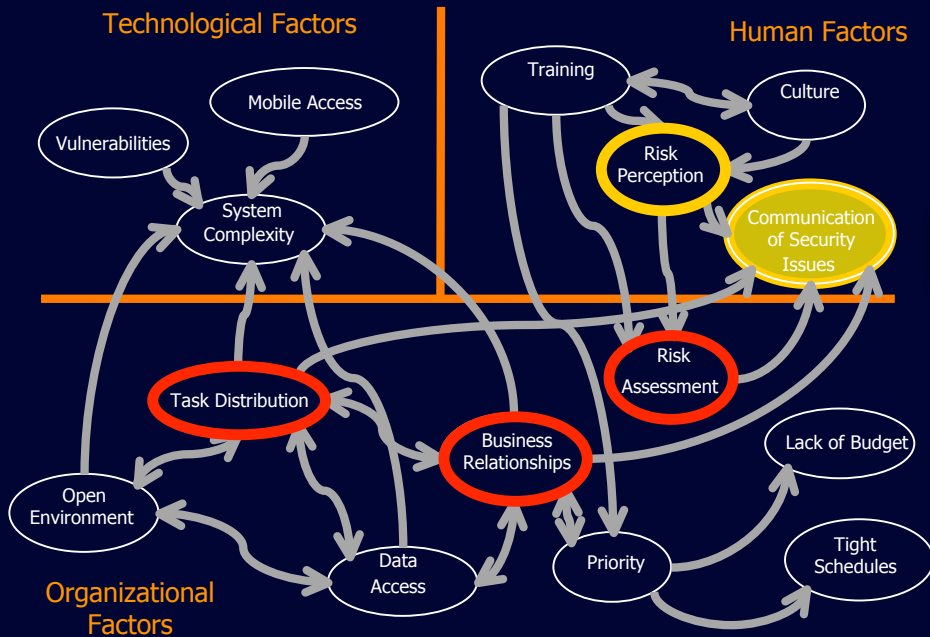 Technological Factors
Human Factors
Training
Culture
Mobile Access
Vulnerabilities
Risk
Perception
System
Complexity
Communication
of Security
Issues
Risk
Assessment
Task Distribution
Business
Relationships
Lack of Budget
Open
Environment
Data
Access
Priority
Tight
Schedules
Organizational
Factors